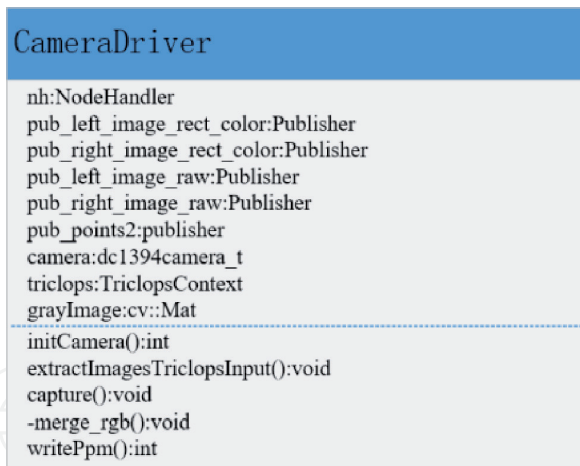 CameraDriver
nh:NodeHandler
pub_left_image_rect_color:Publisher
pub_right_image_rect_color:Publisher
pub_left_image_raw:Publisher
pub_right_image_raw:Publisher
pub_points2:publisher
camera:dc1394camera_t
triclops:TriclopsContext
grayImage:cv::Mat
initCamera():int
extractImagesTriclopsInput():void
capture():void
-merge_rgb():void
writePpm():int